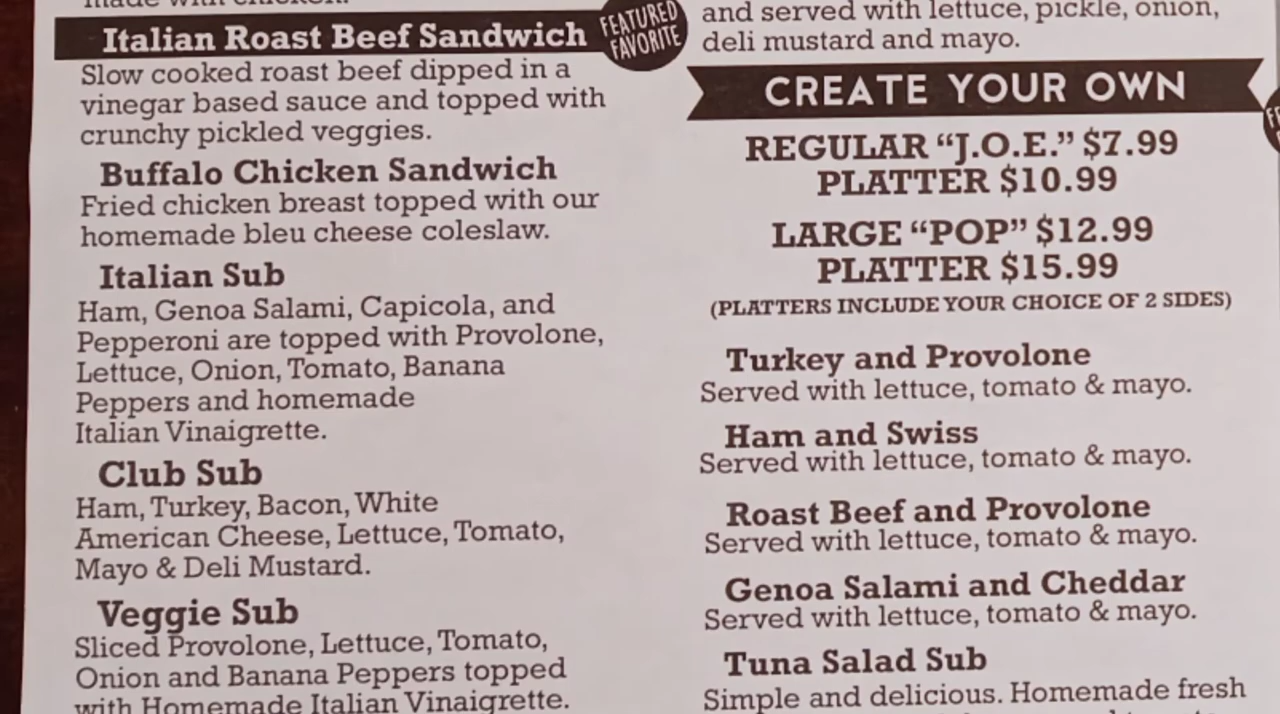 made with chicken.
Italian Roast Beef Sandwich
FEATURED
FAVORITE
Slow cooked roast beef dipped in a
vinegar based sauce and topped with
crunchy pickled veggies.
Buffalo Chicken Sandwich
Fried chicken breast topped with our
homemade bleu cheese coleslaw.
Italian Sub
Ham, Genoa Salami, Capicola, and
Pepperoni are topped with Provolone,
Lettuce, Onion, Tomato, Banana
Peppers and homemade
Italian Vinaigrette.
Club Sub
Ham, Turkey, Bacon, White
American Cheese, Lettuce, Tomato,
Mayo & Deli Mustard.
Veggie Sub
Sliced Provolone, Lettuce, Tomato,
Onion and Banana Peppers topped
with Homemade Italian Vinaigrette.
and served with lettuce, pickle, onion,
deli mustard and mayo.
CREATE YOUR OWN
REGULAR “J.O.E.” $7.99
PLATTER $10.99
LARGE “POP” $12.99
PLATTER $15.99
(PLATTERS INCLUDE YOUR CHOICE OF 2 SIDES)
Turkey and Provolone
Served with lettuce, tomato & mayo.
Ham and Swiss
Served with lettuce, tomato & mayo.
Roast Beef and Provolone
Served with lettuce, tomato & mayo.
Genoa Salami and Cheddar
Served with lettuce, tomato & mayo.
Tuna Salad Sub
Simple and delicious. Homemade fresh